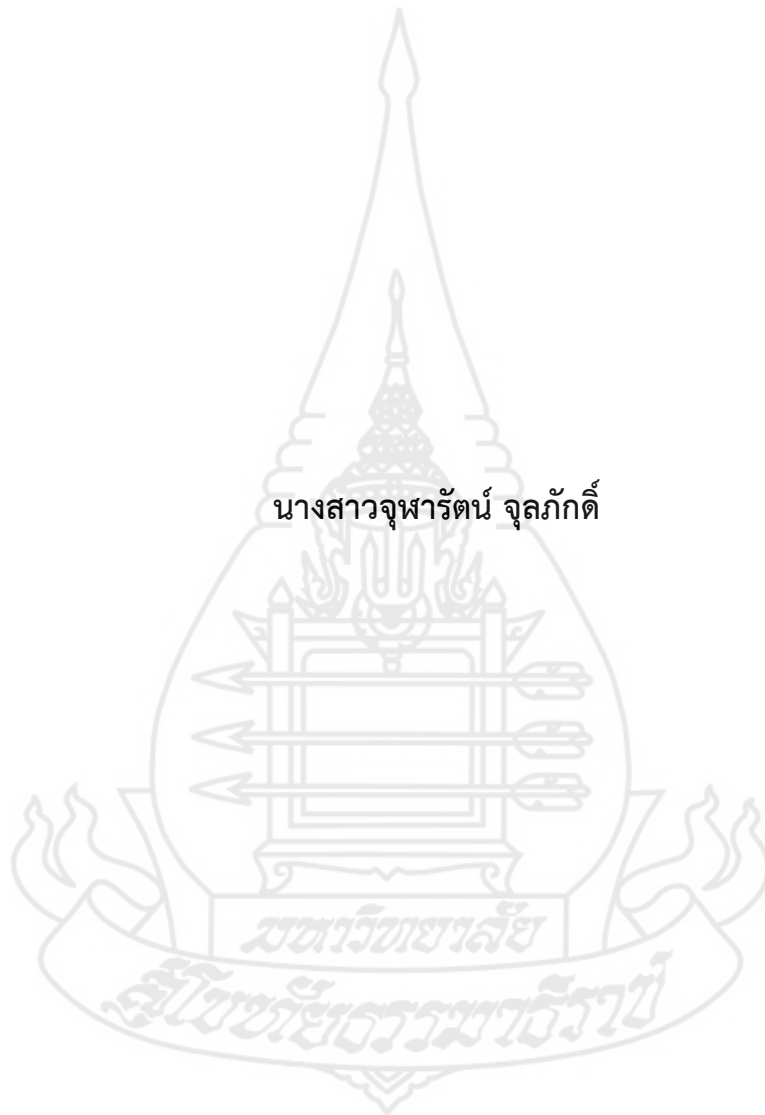 นางสาวจุฬารัตน์ จุลภักดิ์
มหาวิทยาลัย
สุโขทัยธรรมาธิราช